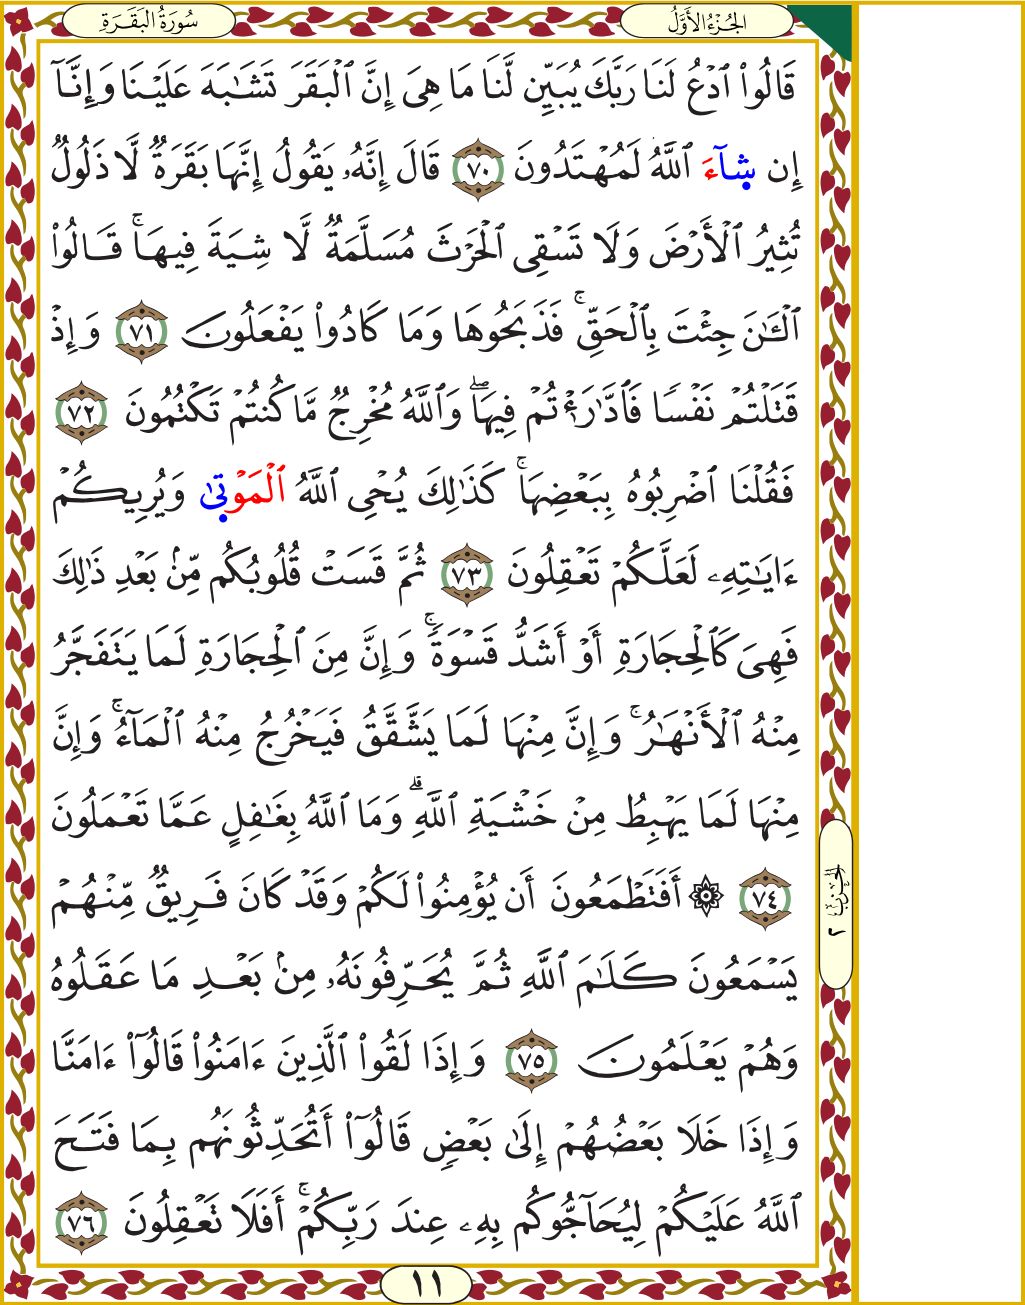 سُورَةُ البَقَرَةِ
الجُزْءُ الأَوَّلُ
قَالُوا۟ ٱدْعُ لَنَا رَبَّكَ يُبَيِّن لَّنَا مَا هِىَ إِنَّ ٱلْبَقَرَ تَشَٰبَهَ عَلَيْنَا وَإِنَّآ
إِن شَآءَ ٱللَّهُ لَمُهْتَدُونَ ٧٠ قَالَ إِنَّهُۥ يَقُولُ إِنَّهَا بَقَرَةٌ لَّا ذَلُولٌ
تُثِيرُ ٱلْأَرْضَ وَلَا تَسْقِى ٱلْحَرْثَ مُسَلَّمَةٌ لَّا شِيَةَ فِيهَا ۚ قَالُوا۟
ٱلْـَٰٔنَ جِئْتَ بِٱلْحَقِّ ۚ فَذَبَحُوهَا وَمَا كَادُوا۟ يَفْعَلُونَ ٧١ وَإِذْ
قَتَلْتُمْ نَفْسًا فَٱدَّٰرَْٰٔتُمْ فِيهَا ۖ وَٱللَّهُ مُخْرِجٌ مَّا كُنتُمْ تَكْتُمُونَ ٧٢
فَقُلْنَا ٱضْرِبُوهُ بِبَعْضِهَا ۚ كَذَٰلِكَ يُحْىِ ٱللَّهُ ٱلْمَوْتَىٰ وَيُرِيكُمْ
ءَايَٰتِهِۦ لَعَلَّكُمْ تَعْقِلُونَ ٧٣ ثُمَّ قَسَتْ قُلُوبُكُم مِّنۢ بَعْدِ ذَٰلِكَ
فَهِىَ كَٱلْحِجَارَةِ أَوْ أَشَدُّ قَسْوَةً ۚ وَإِنَّ مِنَ ٱلْحِجَارَةِ لَمَا يَتَفَجَّرُ
مِنْهُ ٱلْأَنْهَٰرُ ۚ وَإِنَّ مِنْهَا لَمَا يَشَّقَّقُ فَيَخْرُجُ مِنْهُ ٱلْمَآءُ ۚ وَإِنَّ
مِنْهَا لَمَا يَهْبِطُ مِنْ خَشْيَةِ ٱللَّهِ ۗ وَمَا ٱللَّهُ بِغَٰفِلٍ عَمَّا تَعْمَلُونَ
٧٤ ۞ أَفَتَطْمَعُونَ أَن يُؤْمِنُوا۟ لَكُمْ وَقَدْ كَانَ فَرِيقٌ مِّنْهُمْ
يَسْمَعُونَ كَلَٰمَ ٱللَّهِ ثُمَّ يُحَرِّفُونَهُۥ مِنۢ بَعْدِ مَا عَقَلُوهُ
وَهُمْ يَعْلَمُونَ ٧٥ وَإِذَا لَقُوا۟ ٱلَّذِينَ ءَامَنُوا۟ قَالُوٓا۟ ءَامَنَّا
وَإِذَا خَلَا بَعْضُهُمْ إِلَىٰ بَعْضٍ قَالُوٓا۟ أَتُحَدِّثُونَهُم بِمَا فَتَحَ
ٱللَّهُ عَلَيْكُمْ لِيُحَآجُّوكُم بِهِۦ عِندَ رَبِّكُمْ ۚ أَفَلَا تَعْقِلُونَ ٧٦
الحِزْبُ ٢
١١